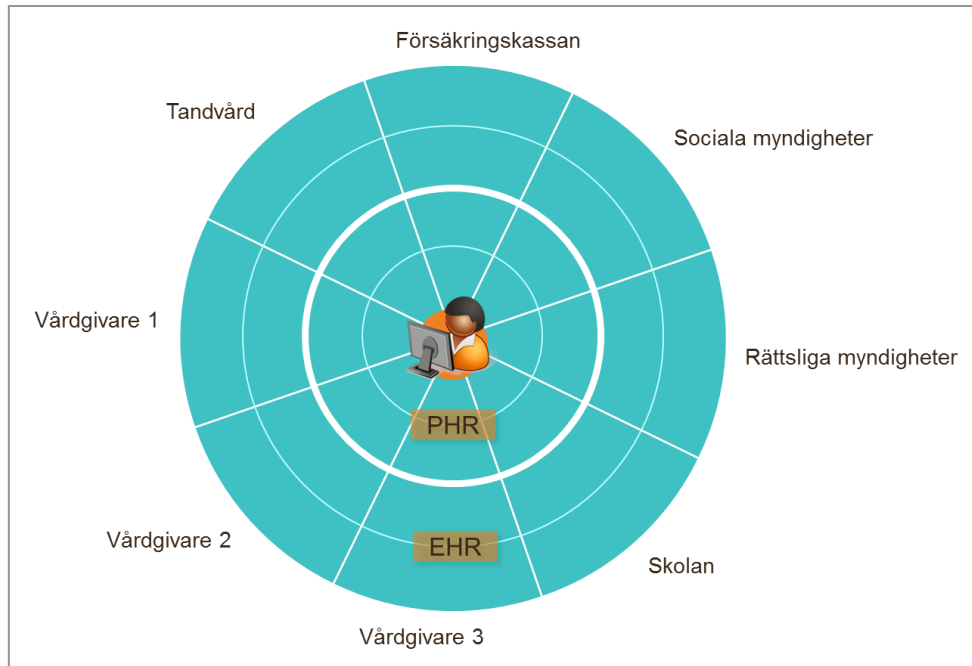 Försäkringskassan
Tandvård
Sociala myndigheter
Vårdgivare 1
Rättsliga myndigheter
PHR
Vårdgivare 2
EHR
Skolan
Vårdgivare 3